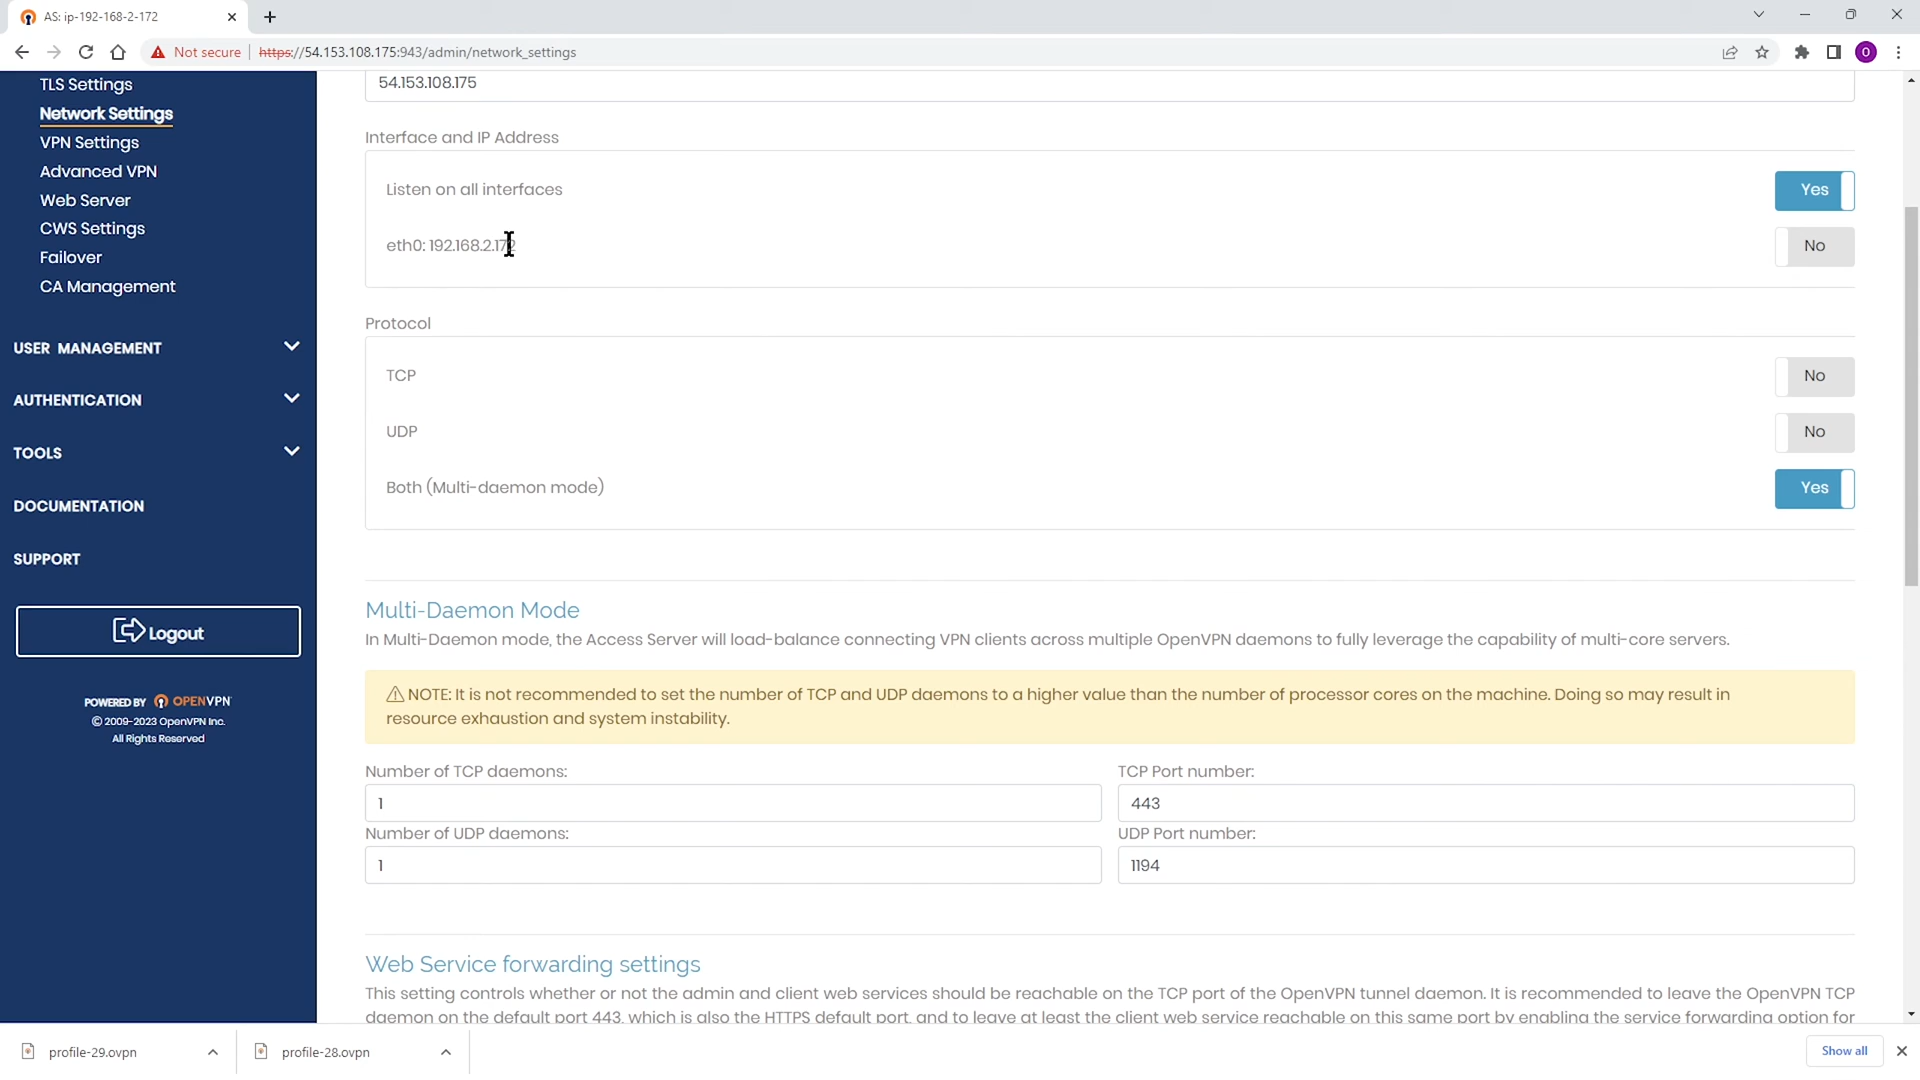 AS: ip-192-168-2-172
Not secure https://54.153.108.175:943/admin/network_settings
O
TLS Settings
Network Settings
VPN Settings
Advanced VPN
Web Server
CWS Settings
Failover
CA Management
USER MANAGEMENT
AUTHENTICATION
TOOLS
DOCUMENTATION
SUPPORT
Logout
POWERED BY OPENVPN
© 2009-2023 OpenVPN Inc.
All Rights Reserved
54.153.108.175
Interface and IP Address
Listen on all interfaces Yes
eth0: 192.168.2.172 No
Protocol
TCP No
UDP No
Both (Multi-daemon mode) Yes
Multi-Daemon Mode
In Multi-Daemon mode, the Access Server will load-balance connecting VPN clients across multiple OpenVPN daemons to fully leverage the capability of multi-core servers.
NOTE: It is not recommended to set the number of TCP and UDP daemons to a higher value than the number of processor cores on the machine. Doing so may result in
resource exhaustion and system instability.
Number of TCP daemons: TCP Port number:
1 443
Number of UDP daemons: UDP Port number:
1 1194
Web Service forwarding settings
This setting controls whether or not the admin and client web services should be reachable on the TCP port of the OpenVPN tunnel daemon. It is recommended to leave the OpenVPN TCP
daemon on the default port 443, which is also the HTTPS default port, and to leave at least the client web service reachable on this same port by enabling the service forwarding option for
profile-29.ovpn profile-28.ovpn Show all